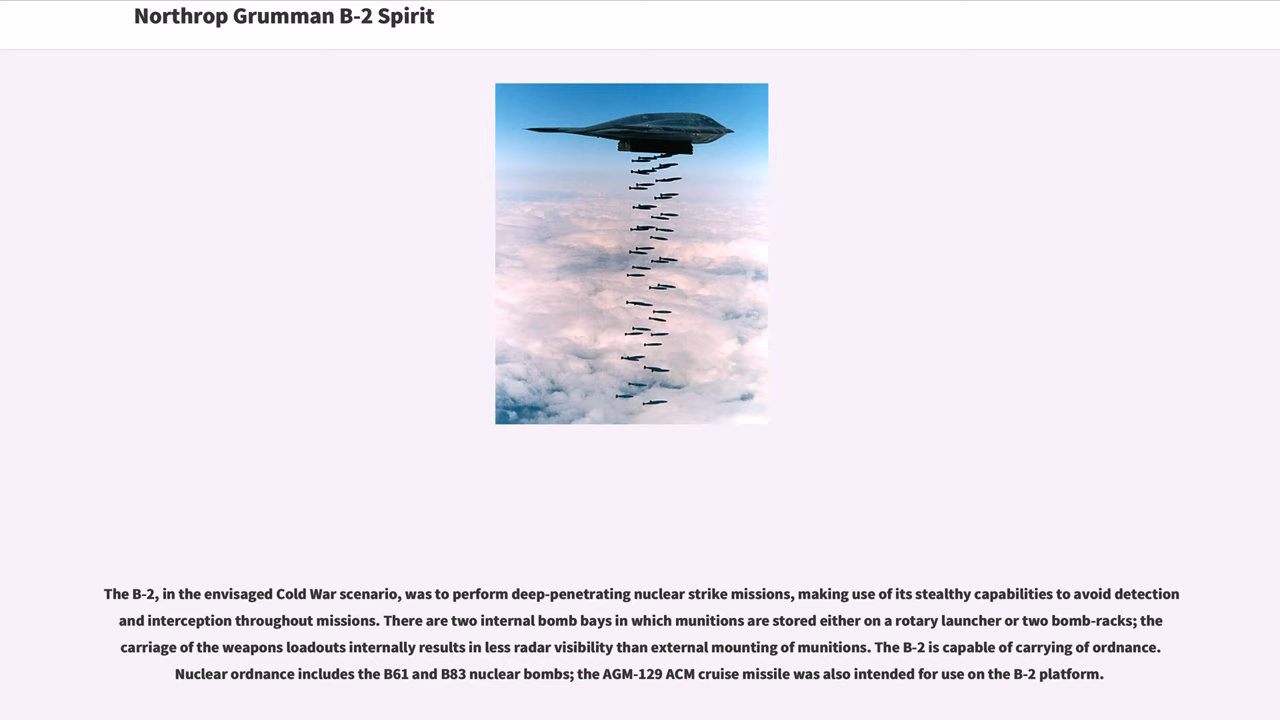 Northrop Grumman B-2 Spirit
The B-2, in the envisaged Cold War scenario, was to perform deep-penetrating nuclear strike missions, making use of its stealthy capabilities to avoid detection
and interception throughout missions. There are two internal bomb bays in which munitions are stored either on a rotary launcher or two bomb-racks; the
carriage of the weapons loadouts internally results in less radar visibility than external mounting of munitions. The B-2 is capable of carrying of ordnance.
Nuclear ordnance includes the B61 and B83 nuclear bombs; the AGM-129 ACM cruise missile was also intended for use on the B-2 platform.